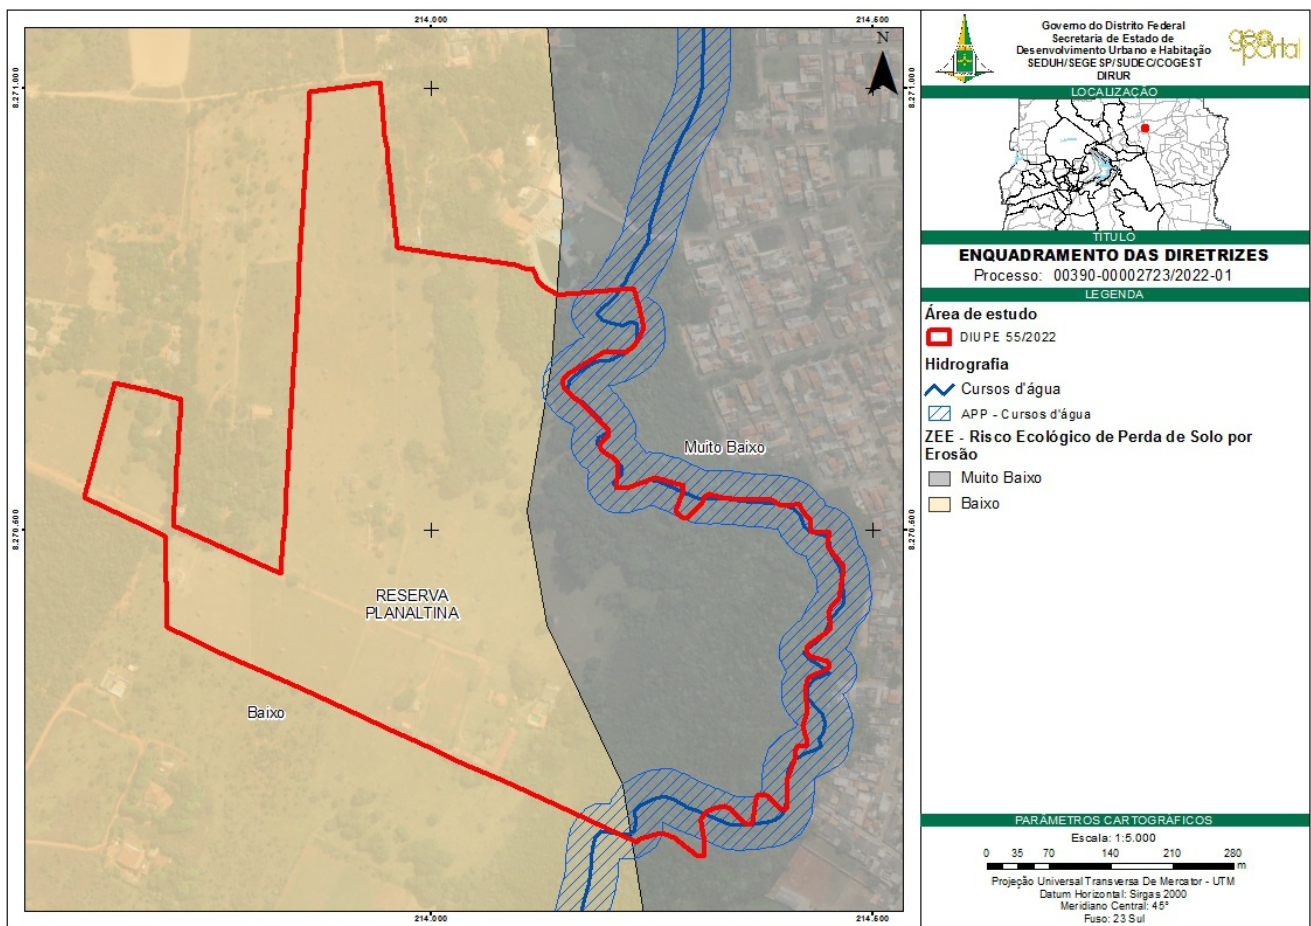 214.000
214.500
N
8.271.000
8.271.000
8.270.500
8.270.500
Muito Baixo
RESERVA
PLANALTINA
Baixo
214.000
214.500
Governo do Distrito Federal
Secretaria de Estado de
Desenvolvimento Urbano e Habitação
SEDUH/SEGESP/SUDEC/COGEST
DIRUR
geo
portal
LOCALIZAÇÃO
TÍTULO
ENQUADRAMENTO DAS DIRETRIZES
Processo: 00390-00002723/2022-01
LEGENDA
Área de estudo
DIUPE 55/2022
Hidrografia
Cursos d'água
APP - Cursos d'água
ZEE - Risco Ecológico de Perda de Solo por
Erosão
Muito Baixo
Baixo
PARÂMETROS CARTOGRÁFICOS
Escala: 1:5.000
0 35 70 140 210 280
m
Projeção Universal Transversa De Mercator - UTM
Datum Horizontal: Sirgas 2000
Meridiano Central: 45°
Fuso: 23 Sul